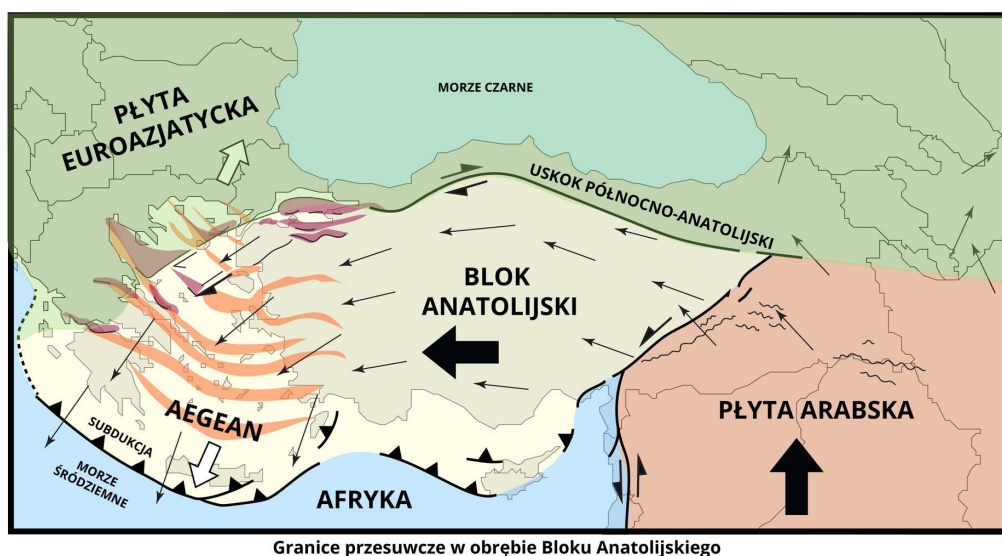 MORZE CZARNE
PŁYTA
EUROAZJATYCKA
USKOK PÓŁNOCNO-ANATOLIJSKI
BLOK
ANATOLIJSKI
AEGEAN
PŁYTA ARABSKA
SUBDUKCJA
MORZE
ŚRÓDZIEMNE
AFRYKA
Granice przesuwcze w obrębie Bloku Anatolijskiego